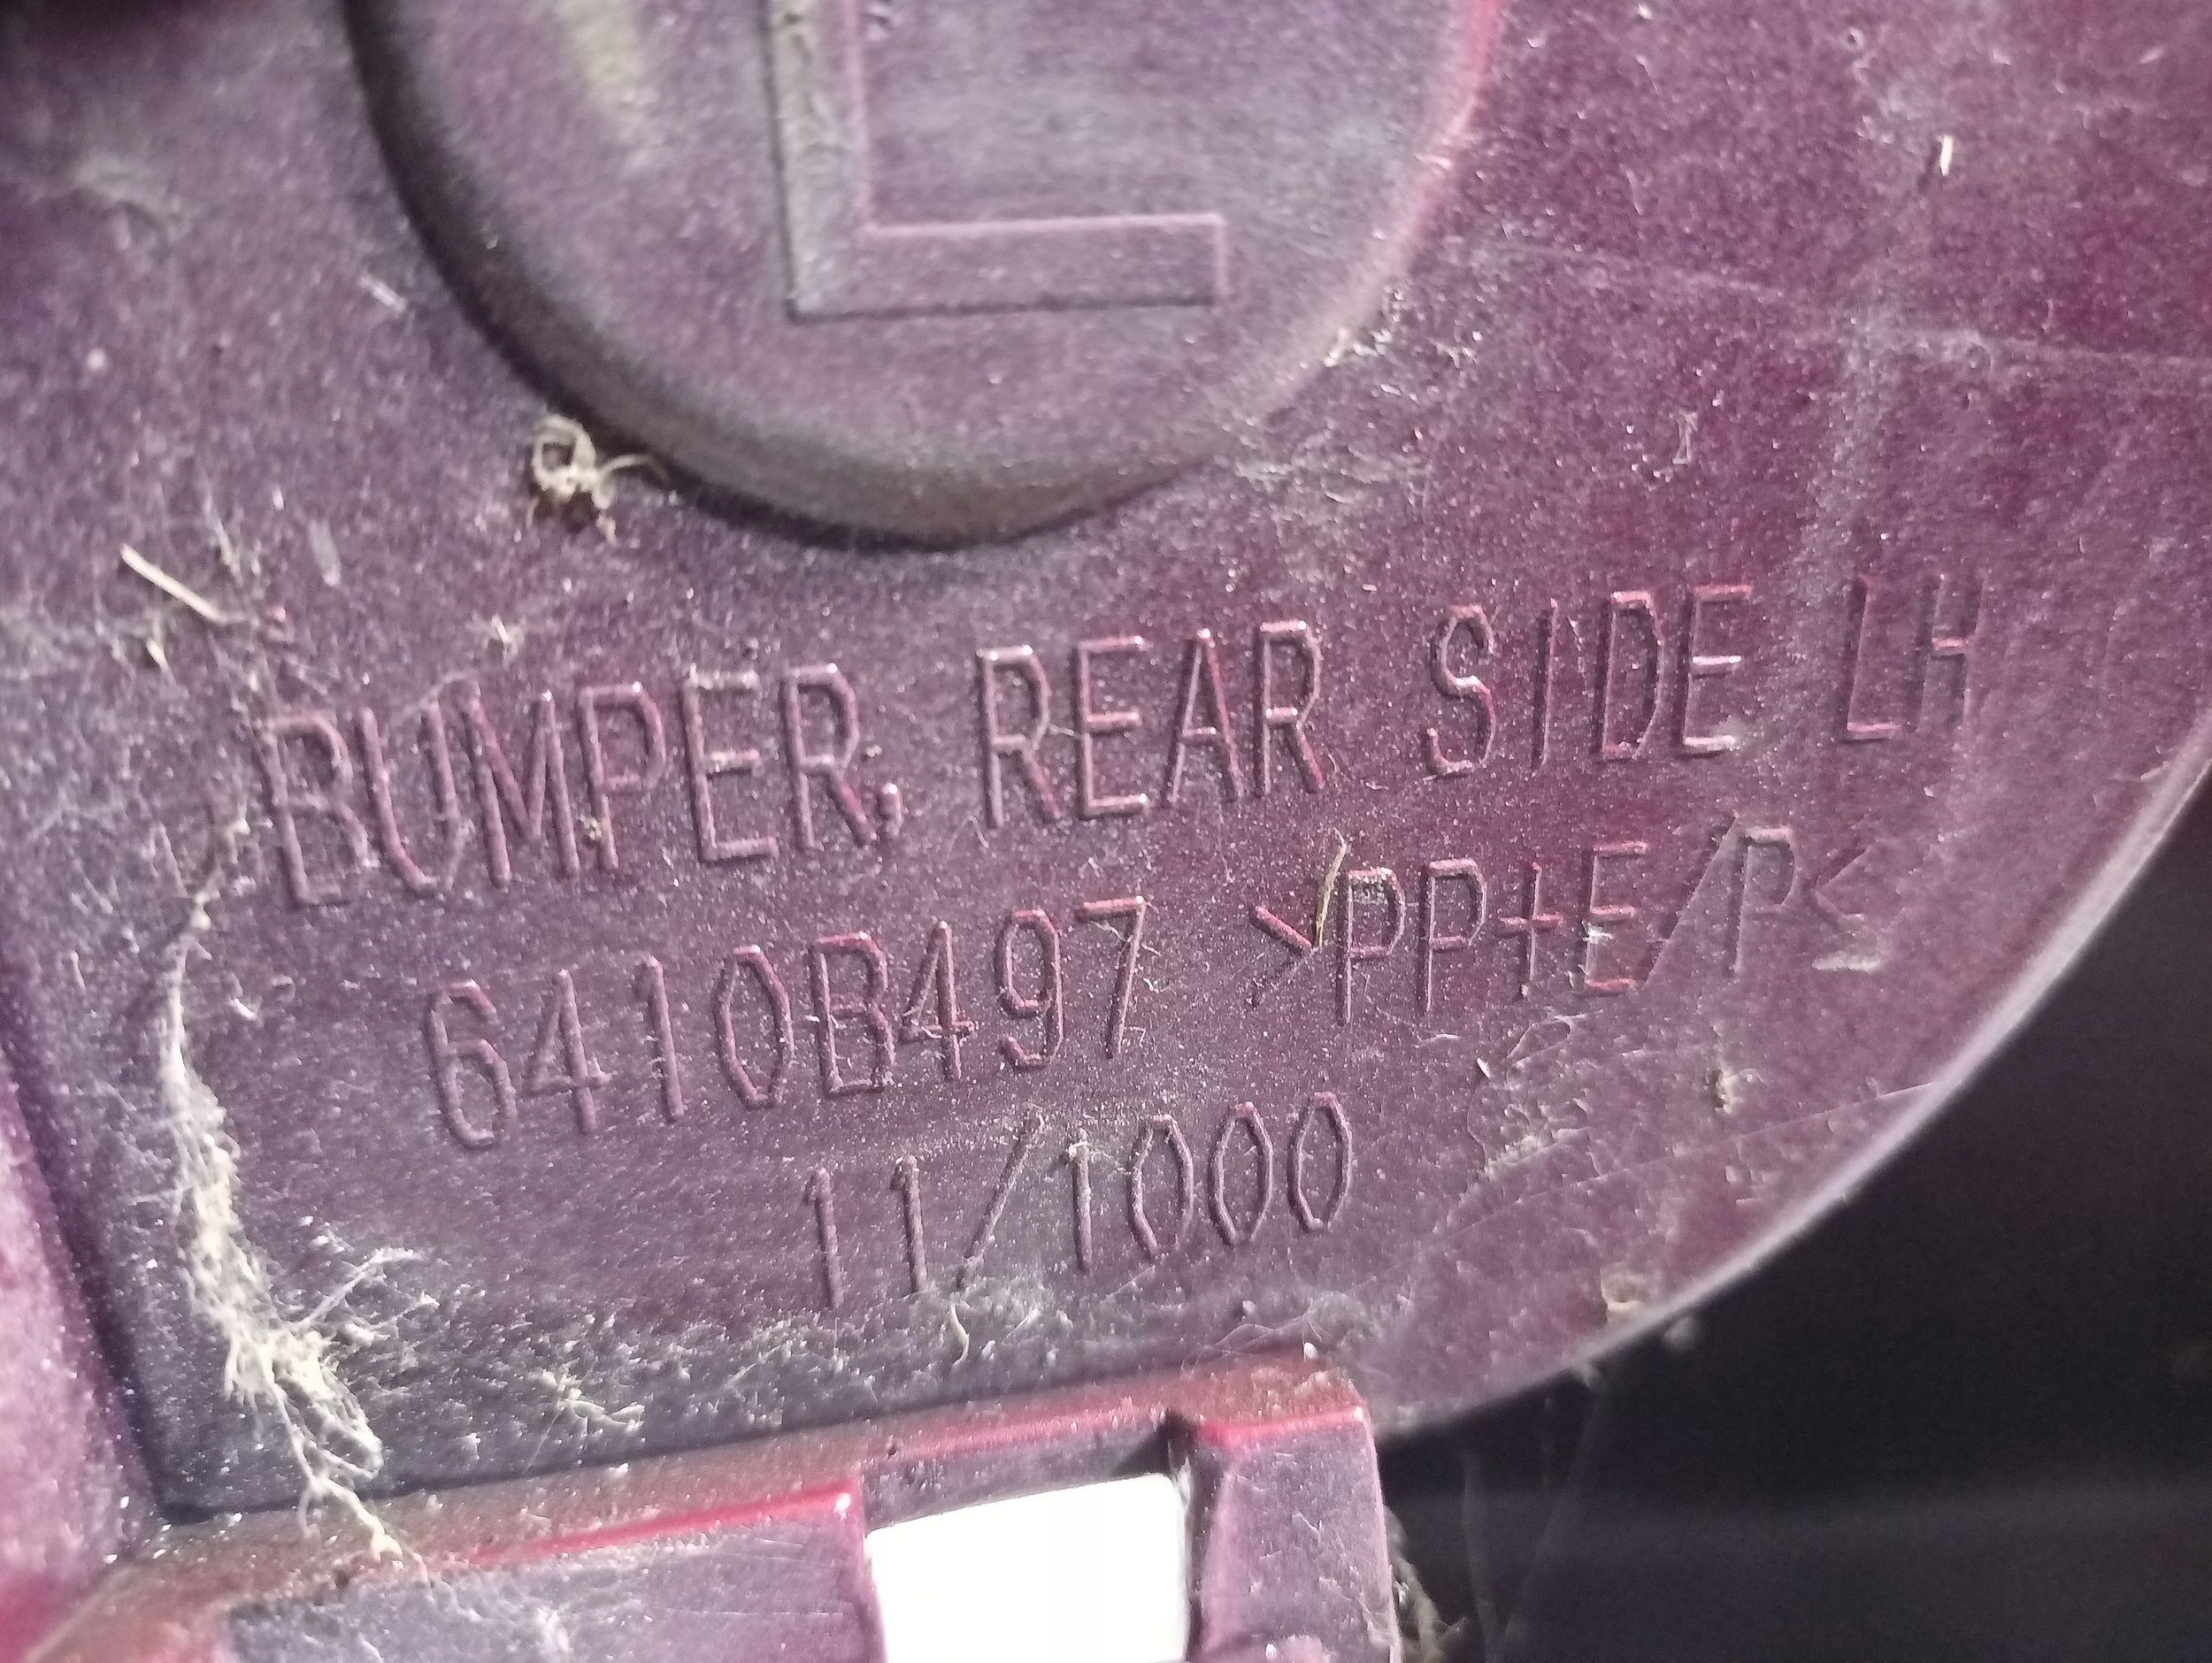 L
BUMPER, REAR SIDE LH
6410B497 >PP+E/P<
11/1000